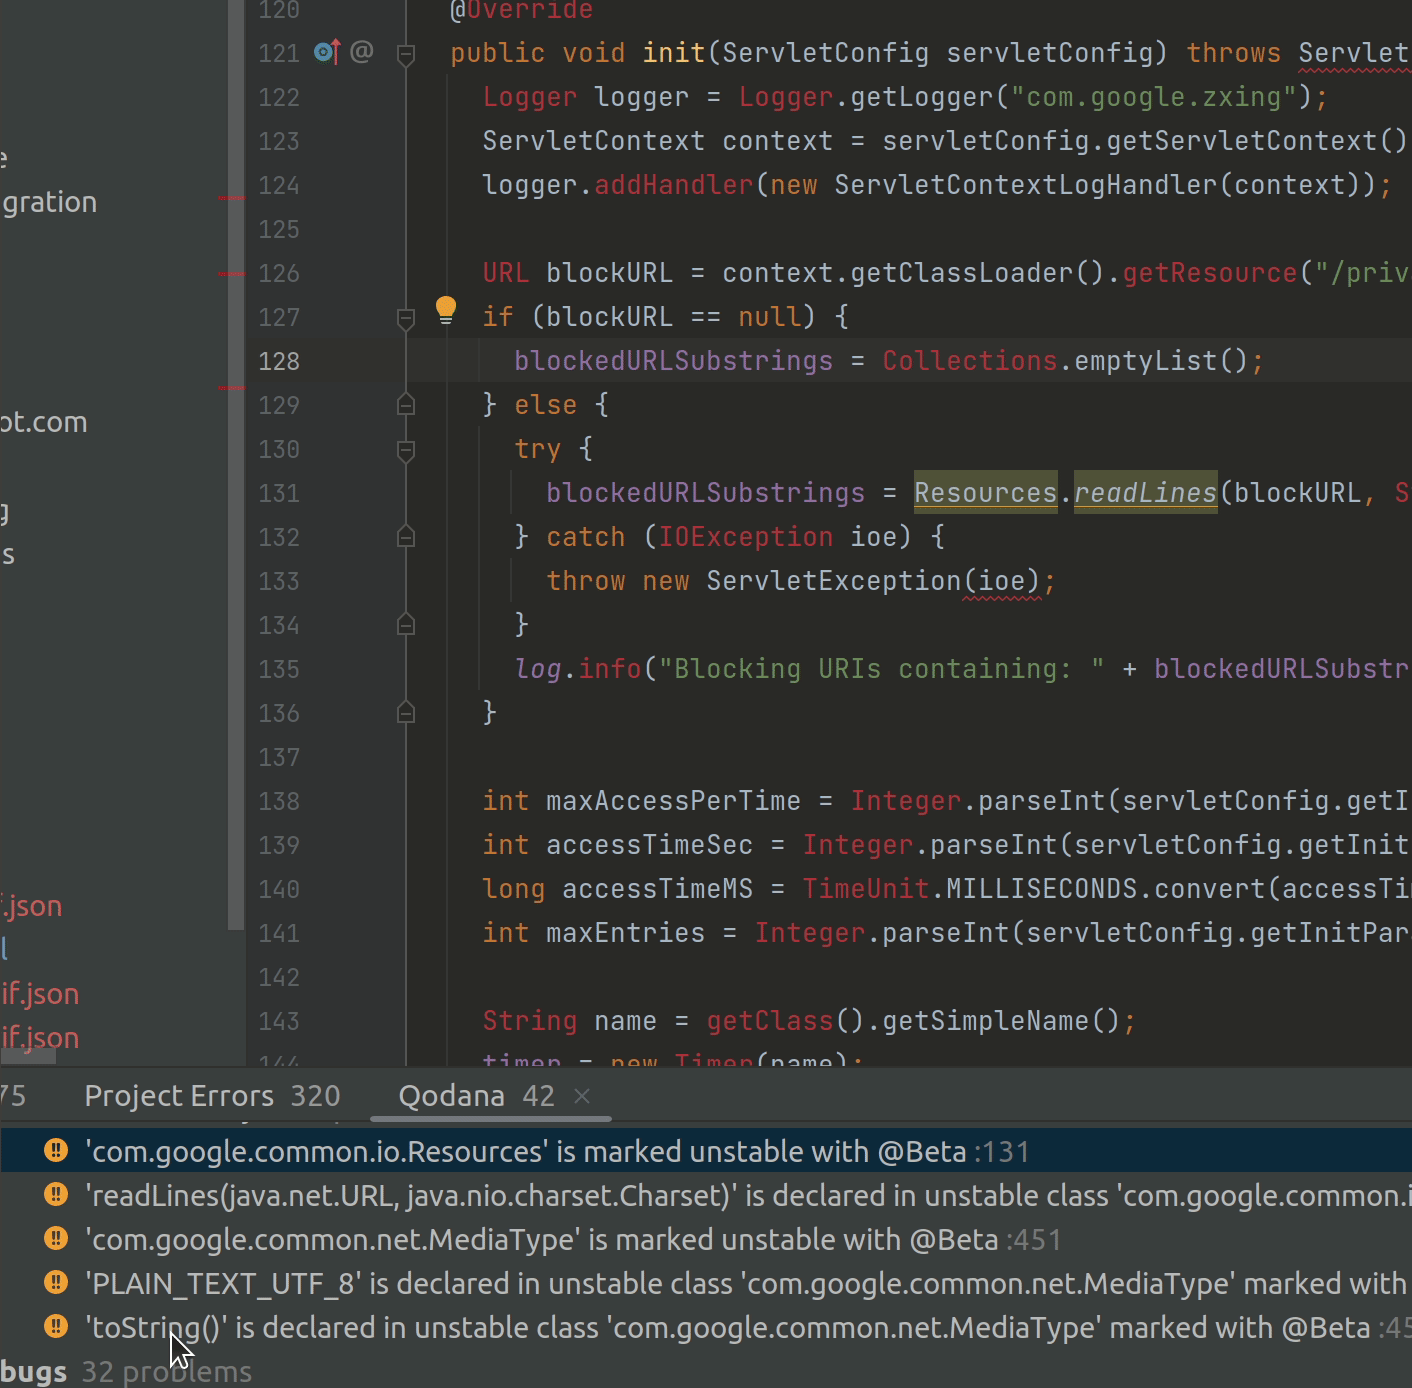 120 @Override
121 @ public void init(ServletConfig servletConfig) throws Servlet
122 Logger logger = Logger.getLogger("com.google.zxing");
e
123 ServletContext context = servletConfig.getServletContext()
gration
124 logger.addHandler(new ServletContextLogHandler(context));
125
126 URL blockURL = context.getClassLoader().getResource("/priv
127 if (blockURL == null) {
128 blockedURLSubstrings = Collections.emptyList();
129 } else {
ot.com
130 try {
131 blockedURLSubstrings = Resources.readLines(blockURL, S
g
132 } catch (IOException ioe) {
s
133 throw new ServletException(ioe);
134 }
135 log.info("Blocking URIs containing: " + blockedURLSubstr
136 }
137
138 int maxAccessPerTime = Integer.parseInt(servletConfig.getI
139 int accessTimeSec = Integer.parseInt(servletConfig.getInit
140 long accessTimeMS = TimeUnit.MILLISECONDS.convert(accessTi
f.json
141 int maxEntries = Integer.parseInt(servletConfig.getInitPar
l
142
if.json
143 String name = getClass().getSimpleName();
if.json
144 timer = new Timer(name);
75 Project Errors 320 Qodana 42 ×
'com.google.common.io.Resources' is marked unstable with @Beta :131
'readLines(java.net.URL, java.nio.charset.Charset)' is declared in unstable class 'com.google.common.i
'com.google.common.net.MediaType' is marked unstable with @Beta :451
'PLAIN_TEXT_UTF_8' is declared in unstable class 'com.google.common.net.MediaType' marked with
'toString()' is declared in unstable class 'com.google.common.net.MediaType' marked with @Beta :45
bugs 32 problems